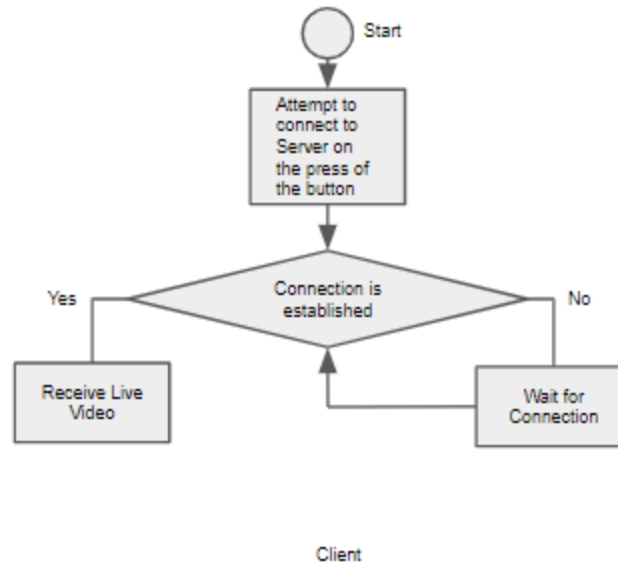 Start
Attempt to
connect to
Server on
the press of
the button
Connection is
established
Yes
No
Receive Live
Video
Wait for
Connection
Client